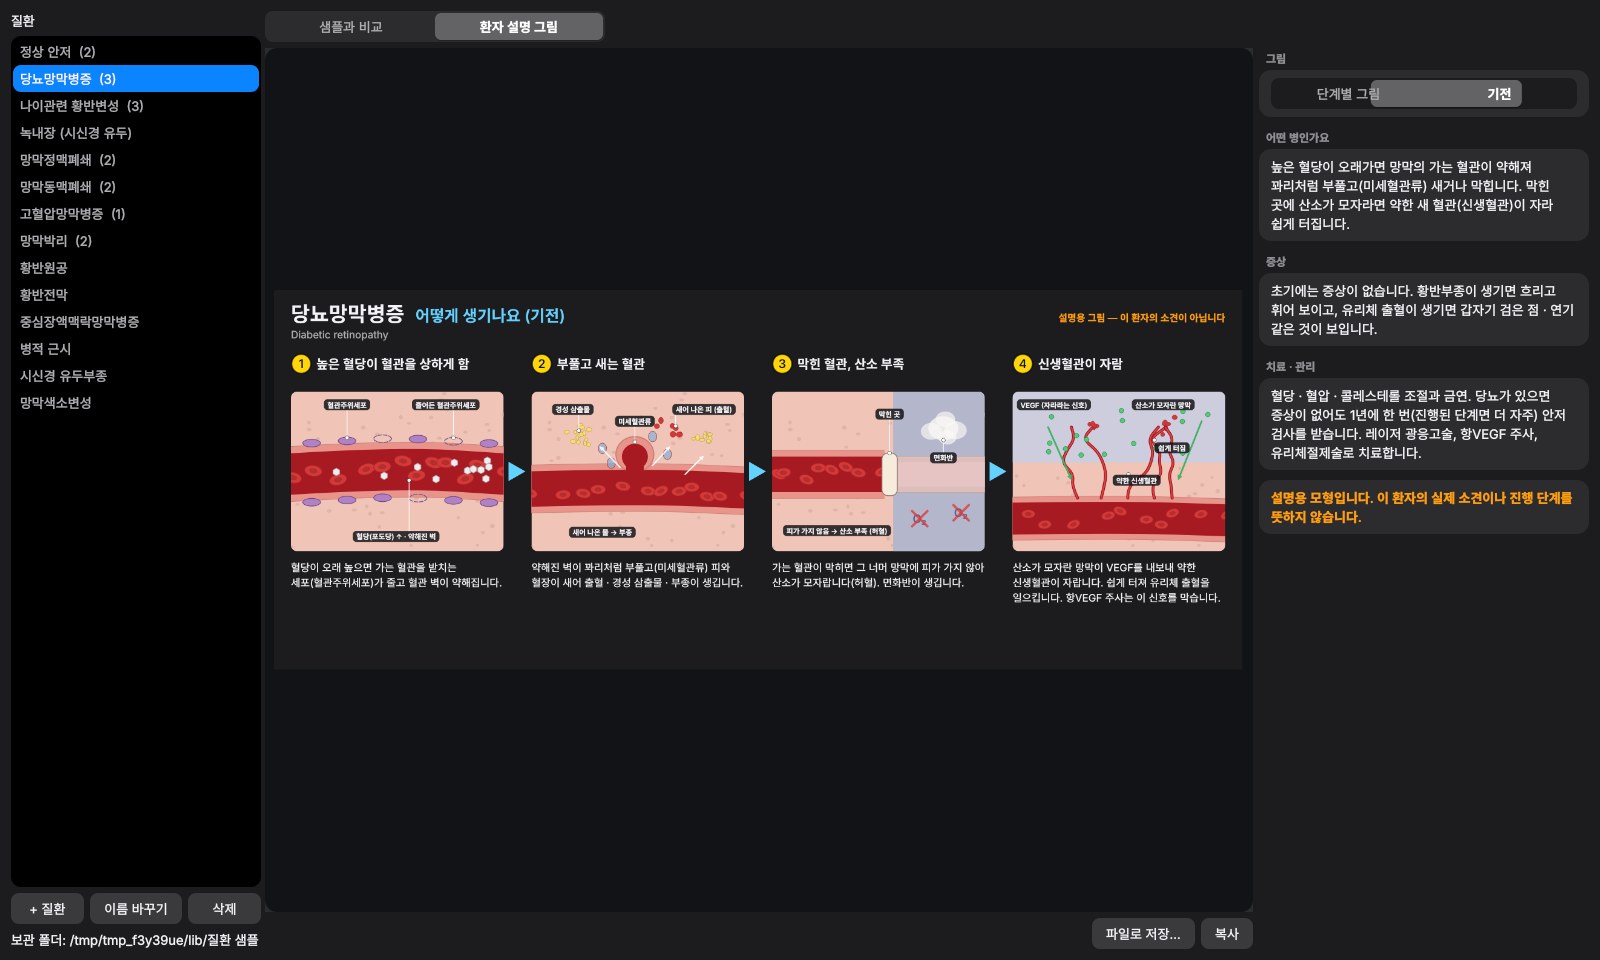 질환
정상 안저 (2)
당뇨망막병증 (3)
나이관련 황반변성 (3)
녹내장 (시신경 유두)
망막정맥폐쇄 (2)
망막동맥폐쇄 (2)
고혈압망막병증 (1)
망막박리 (2)
황반원공
황반전막
중심장액맥락망막병증
병적 근시
시신경 유두부종
망막색소변성
+ 질환
이름 바꾸기
삭제
보관 폴더: /tmp/tmp_f3y39ue/lib/질환 샘플
샘플과 비교
환자 설명 그림
당뇨망막병증 어떻게 생기나요 (기전)
Diabetic retinopathy
설명용 그림 — 이 환자의 소견이 아닙니다
1 높은 혈당이 혈관을 상하게 함
혈관주위세포
줄어든 혈관주위세포
혈당(포도당) ↑ · 약해진 벽
혈당이 오래 높으면 가는 혈관을 받치는
세포(혈관주위세포)가 줄고 혈관 벽이 약해집니다.
2 부풀고 새는 혈관
경성 삼출물
미세혈관류
새어 나온 피 (출혈)
새어 나온 물 → 부종
약해진 벽이 꽈리처럼 부풀고(미세혈관류) 피와
혈장이 새어 출혈 · 경성 삼출물 · 부종이 생깁니다.
3 막힌 혈관, 산소 부족
막힌 곳
면화반
피가 가지 않음 → 산소 부족 (허혈)
가는 혈관이 막히면 그 너머 망막에 피가 가지 않아
산소가 모자랍니다(허혈). 면화반이 생깁니다.
4 신생혈관이 자람
VEGF (자라라는 신호)
산소가 모자란 망막
쉽게 터짐
약한 신생혈관
산소가 모자란 망막이 VEGF를 내보내 약한
신생혈관이 자랍니다. 쉽게 터져 유리체 출혈을
일으킵니다. 항VEGF 주사는 이 신호를 막습니다.
파일로 저장...
복사
그림
단계별 그림
기전
어떤 병인가요
높은 혈당이 오래가면 망막의 가는 혈관이 약해져
꽈리처럼 부풀고(미세혈관류) 새거나 막힙니다. 막힌
곳에 산소가 모자라면 약한 새 혈관(신생혈관)이 자라
쉽게 터집니다.
증상
초기에는 증상이 없습니다. 황반부종이 생기면 흐리고
휘어 보이고, 유리체 출혈이 생기면 갑자기 검은 점 · 연기
같은 것이 보입니다.
치료 · 관리
혈당 · 혈압 · 콜레스테롤 조절과 금연. 당뇨가 있으면
증상이 없어도 1년에 한 번(진행된 단계면 더 자주) 안저
검사를 받습니다. 레이저 광응고술, 항VEGF 주사,
유리체절제술로 치료합니다.
설명용 모형입니다. 이 환자의 실제 소견이나 진행 단계를
뜻하지 않습니다.